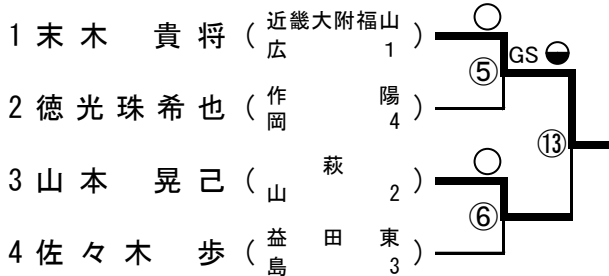 1 末木 貴将 (近畿大附福山 広 1) ○
⑤ GS
2 徳光珠希也 (作陽 岡 4)
⑬
3 山本 晃己 (萩 山 2) ○
⑥
4 佐々木 歩 (益田東 島 3)